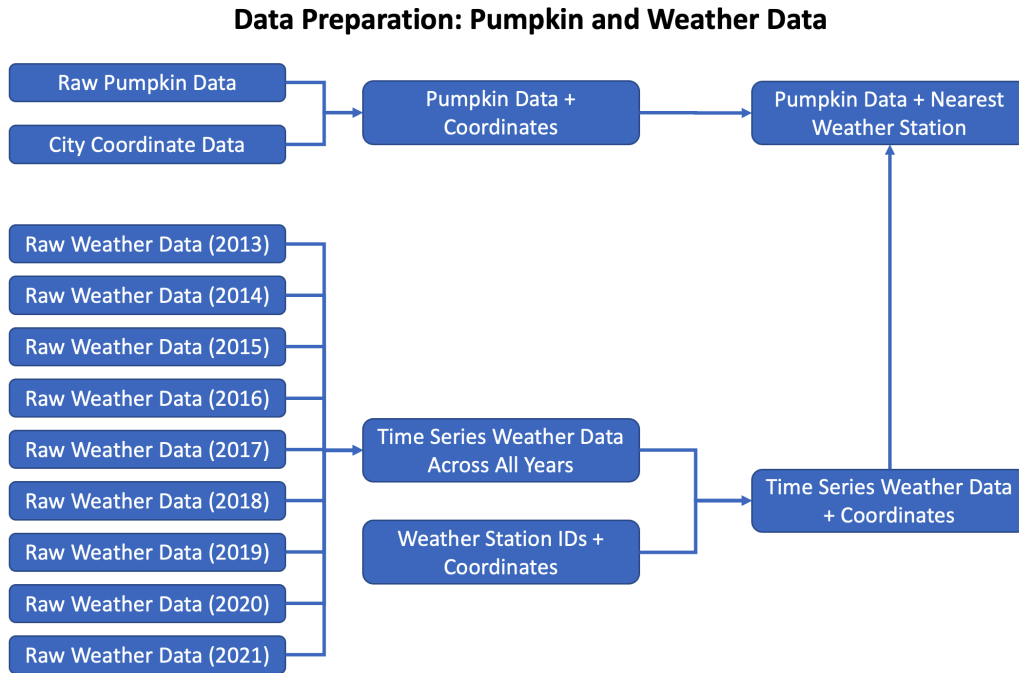 Data Preparation: Pumpkin and Weather Data
Raw Pumpkin Data
City Coordinate Data
Pumpkin Data +
Coordinates
Pumpkin Data + Nearest
Weather Station
Raw Weather Data (2013)
Raw Weather Data (2014)
Raw Weather Data (2015)
Raw Weather Data (2016)
Raw Weather Data (2017)
Raw Weather Data (2018)
Raw Weather Data (2019)
Raw Weather Data (2020)
Raw Weather Data (2021)
Time Series Weather Data
Across All Years
Weather Station IDs +
Coordinates
Time Series Weather Data
+ Coordinates